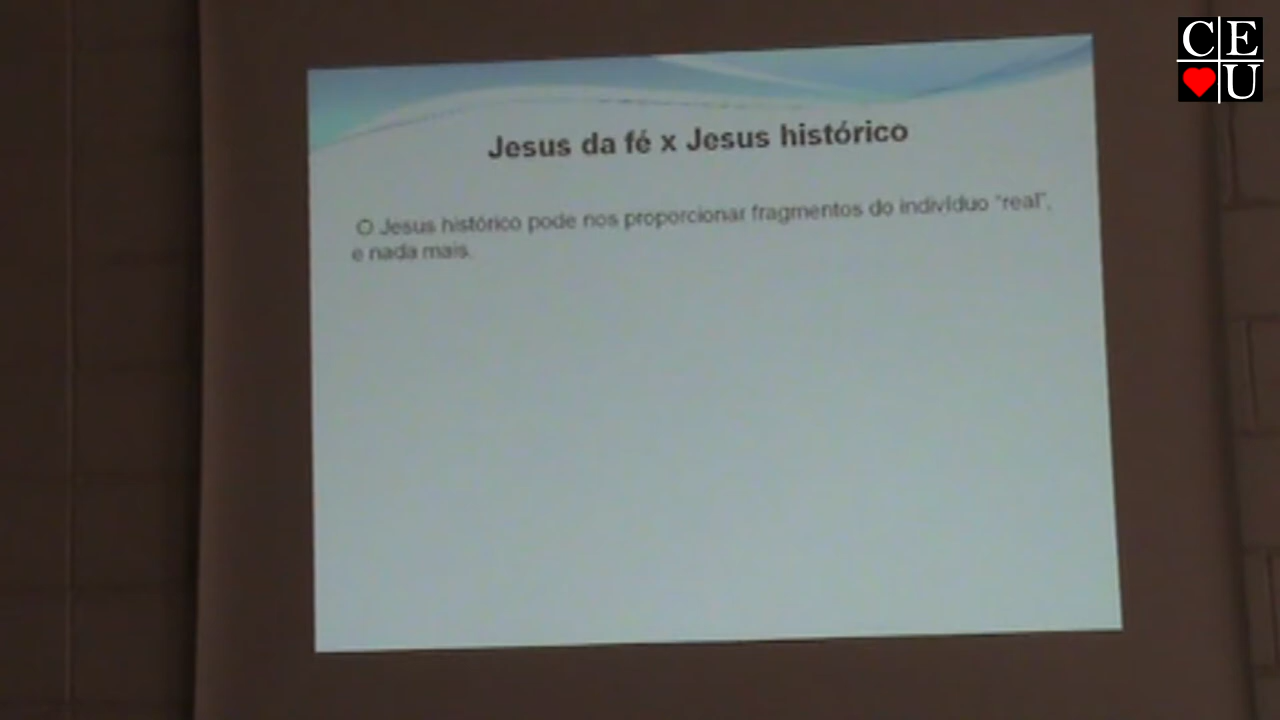 CE
U
Jesus da fé x Jesus histórico
O Jesus histórico pode nos proporcionar fragmentos do indivíduo “real”,
e nada mais.